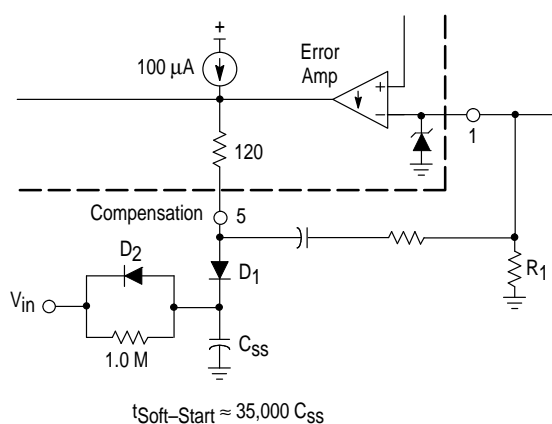 +
100 µA
Error
Amp
+
−
1
120
Compensation
5
D2
D1
R1
Vin
1.0 M
Css
tSoft–Start ≈ 35,000 Css